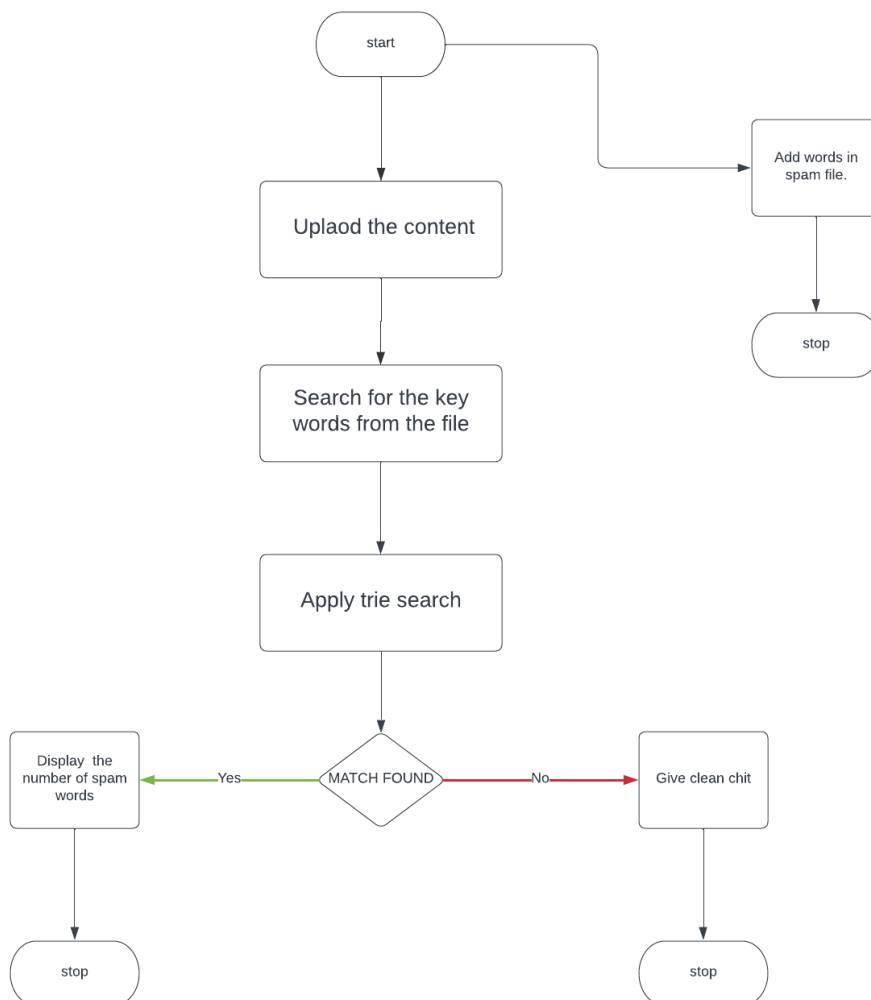 start
Add words in
spam file.
Uplaod the content
stop
Search for the key
words from the file
Apply trie search
Display  the
number of spam
words
Yes
MATCH FOUND
No
Give clean chit
stop
stop